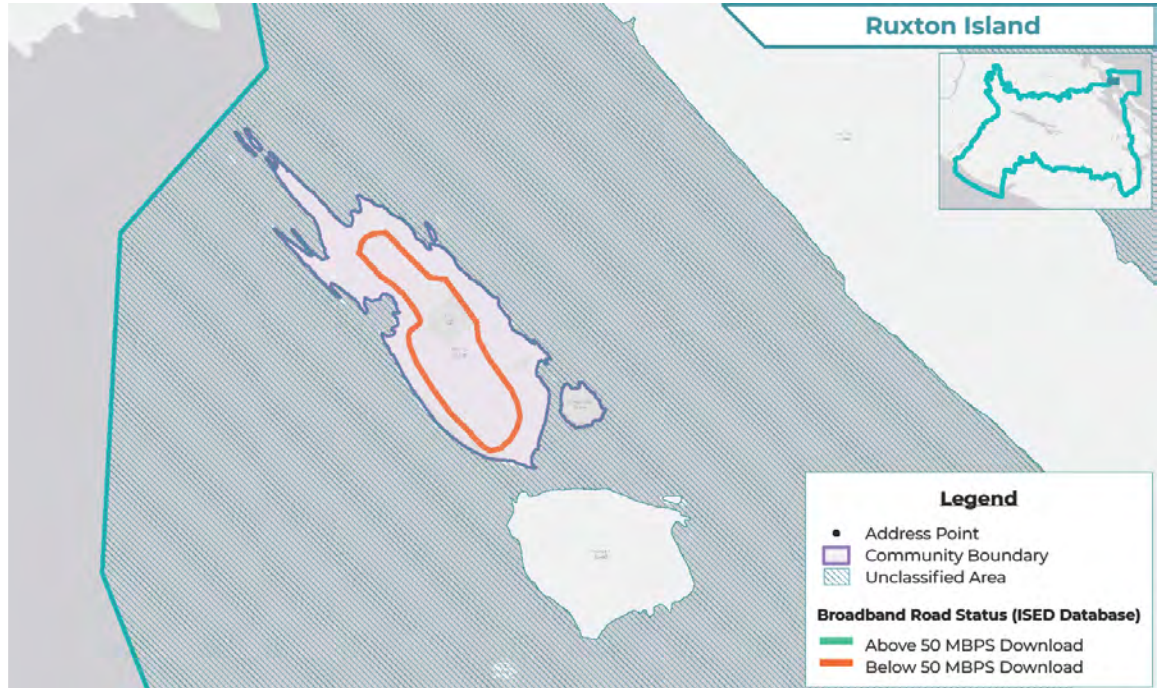 Ruxton Island
Legend
Address Point
Community Boundary
Unclassified Area
Broadband Road Status (ISED Database)
Above 50 MBPS Download
Below 50 MBPS Download